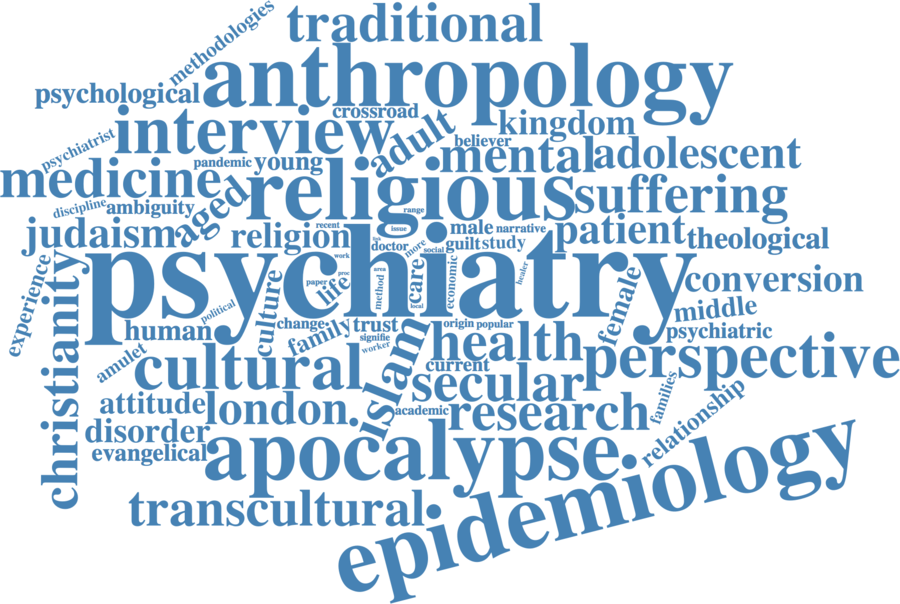 methodologies
traditional
psychological
anthropology
crossroad
interview
adult
kingdom
psychiatrist
believer
pandemic
young
mental
adolescent
medicine
religious
suffering
discipline
ambiguity
aged
range
issue
male
narrative
patient
theological
judaism
religion
recent
doctor
more
social
guilt
study
psychiatry
work
experience
christianity
culture
life
paper
proc
area
method
care
local
economic
healer
female
conversion
middle
political
human
change
family
trust
signifie
worker
origin
popular
psychiatric
health
amulet
cultural
islam
current
secular
perspective
attitude
london
academic
research
families
relationship
disorder
evangelical
apocalypse
transcultural
epidemiology